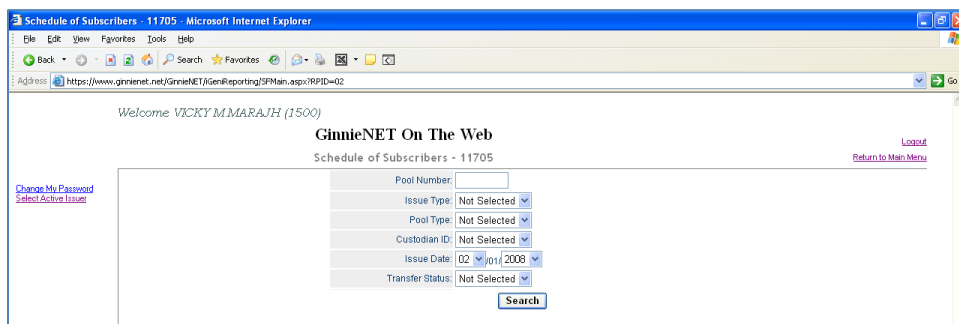 Schedule of Subscribers - 11705 - Microsoft Internet Explorer
File Edit View Favorites Tools Help
Back Search Favorites
Address https://www.ginnienet.net/GinnieNET/iGeniReporting/SFMain.aspx?RPID=02 Go
Welcome VICKY M.MARAJH (1500)
GinnieNET On The Web
Logout
Schedule of Subscribers - 11705
Return to Main Menu
Change My Password
Select Active Issuer
Pool Number:
Issue Type: Not Selected
Pool Type: Not Selected
Custodian ID: Not Selected
Issue Date: 02 /01/ 2008
Transfer Status: Not Selected
Search